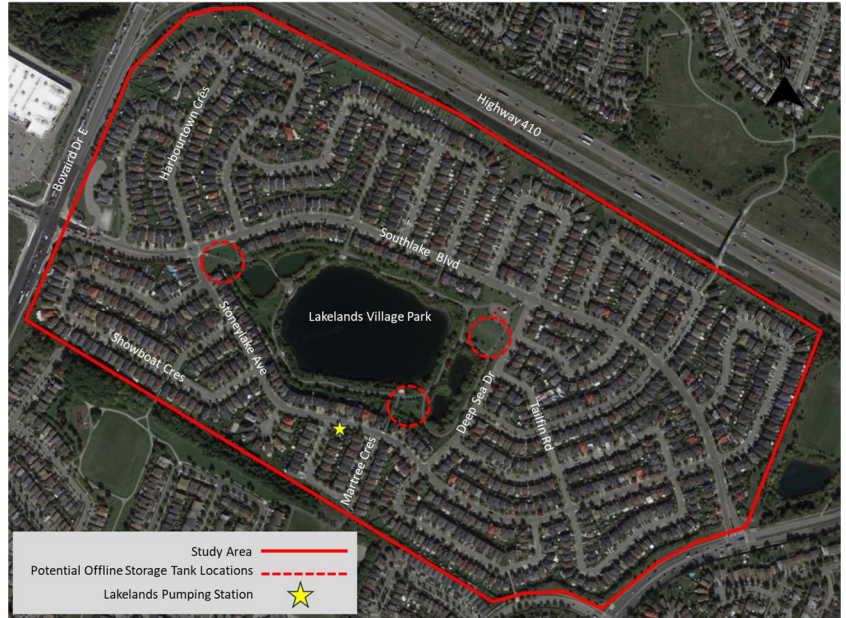 N
Highway 410
Harbourtown Cres
Bovaird Dr E
Southlake Blvd
Lakelands Village Park
Stoneylake Ave
Showboat Cres
Deep Sea Dr
Tailfin Rd
Martree Cres
Study Area
Potential Offline Storage Tank Locations
Lakelands Pumping Station